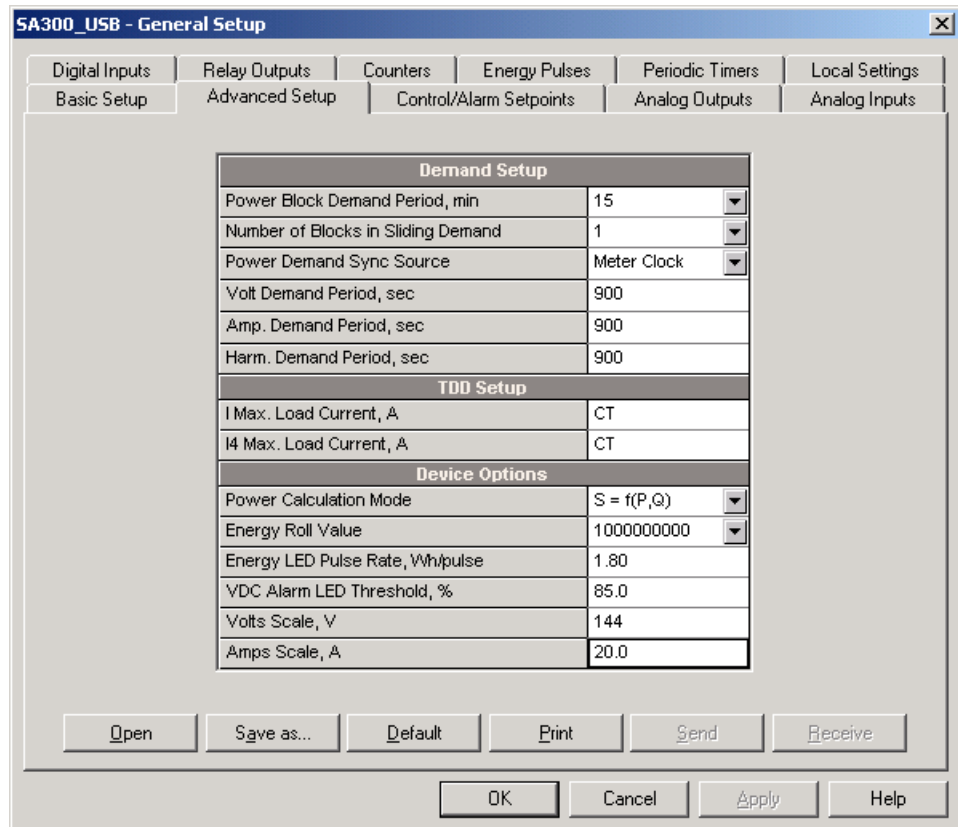 SA300_USB - General Setup
Digital Inputs Relay Outputs Counters Energy Pulses Periodic Timers Local Settings
Basic Setup Advanced Setup Control/Alarm Setpoints Analog Outputs Analog Inputs
Demand Setup
Power Block Demand Period, min 15
Number of Blocks in Sliding Demand 1
Power Demand Sync Source Meter Clock
Volt Demand Period, sec 900
Amp. Demand Period, sec 900
Harm. Demand Period, sec 900
TDD Setup
I Max. Load Current, A CT
I4 Max. Load Current, A CT
Device Options
Power Calculation Mode S = f(P,Q)
Energy Roll Value 1000000000
Energy LED Pulse Rate, Wh/pulse 1.80
VDC Alarm LED Threshold, % 85.0
Volts Scale, V 144
Amps Scale, A 20.0
Open Save as... Default Print Send Receive
OK Cancel Apply Help